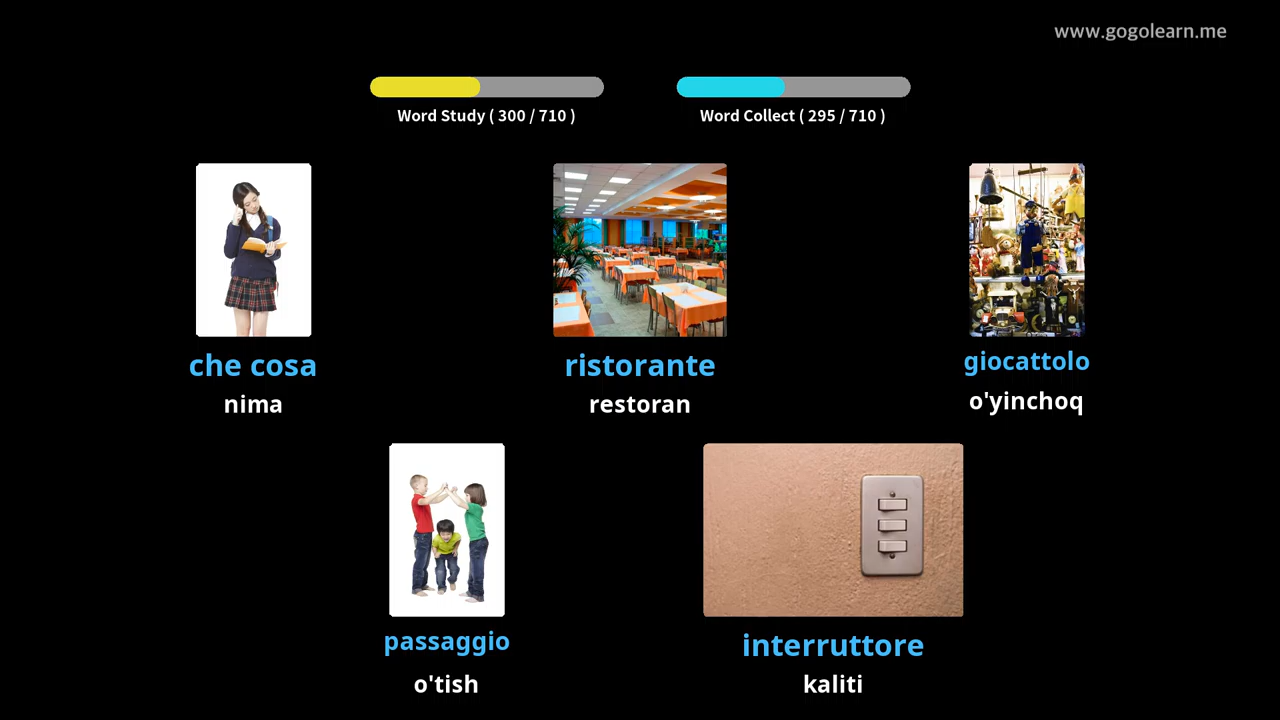 www.gogolearn.me
Word Study ( 300 / 710 )
Word Collect ( 295 / 710 )
che cosa
nima
ristorante
restoran
giocattolo
o'yinchoq
passaggio
o'tish
interruttore
kaliti